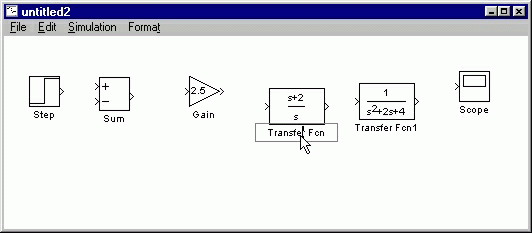 untitled2
File Edit Simulation Format
+
−
2.5
s+2
s
1
s2+2s+4
Step
Sum
Gain
Transfer Fcn
Transfer Fcn1
Scope